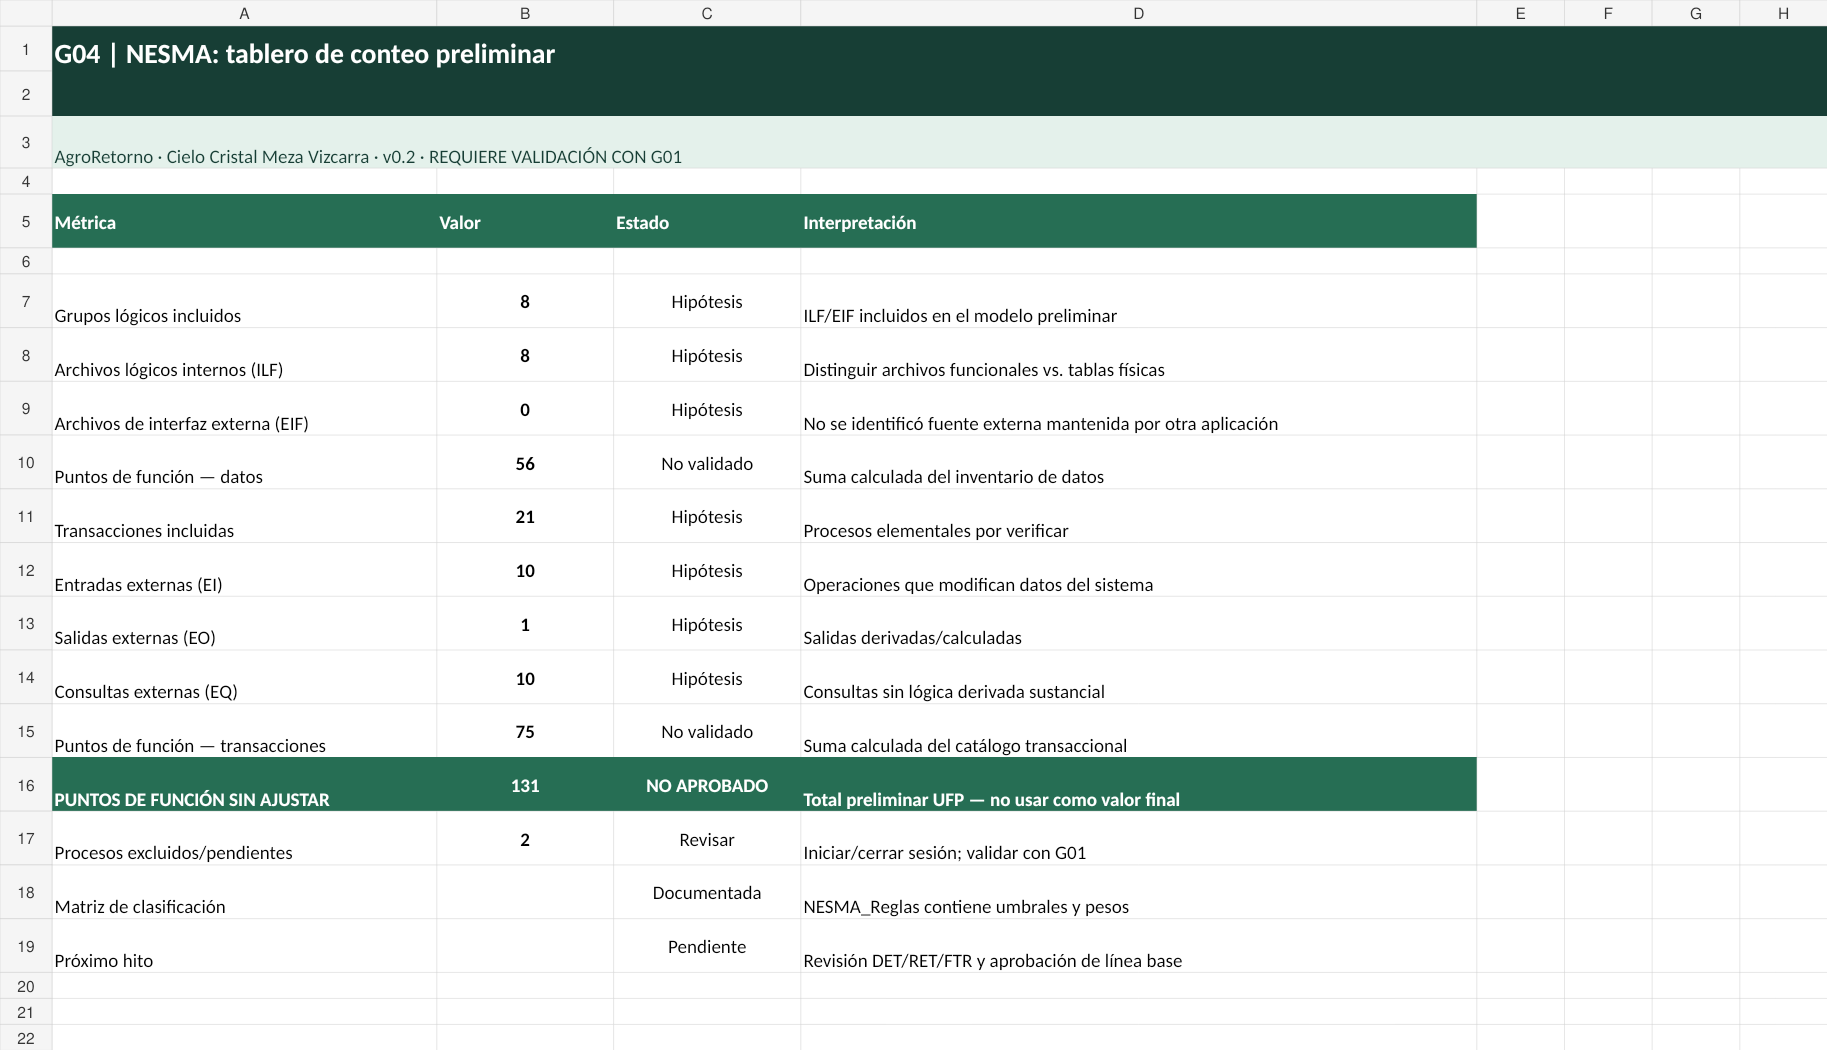 A B C D E F G H
1 G04 | NESMA: tablero de conteo preliminar
2
3 AgroRetorno · Cielo Cristal Meza Vizcarra · v0.2 · REQUIERE VALIDACIÓN CON G01
4
5 Métrica Valor Estado Interpretación
6
7 Grupos lógicos incluidos 8 Hipótesis ILF/EIF incluidos en el modelo preliminar
8 Archivos lógicos internos (ILF) 8 Hipótesis Distinguir archivos funcionales vs. tablas físicas
9 Archivos de interfaz externa (EIF) 0 Hipótesis No se identificó fuente externa mantenida por otra aplicación
10 Puntos de función — datos 56 No validado Suma calculada del inventario de datos
11 Transacciones incluidas 21 Hipótesis Procesos elementales por verificar
12 Entradas externas (EI) 10 Hipótesis Operaciones que modifican datos del sistema
13 Salidas externas (EO) 1 Hipótesis Salidas derivadas/calculadas
14 Consultas externas (EQ) 10 Hipótesis Consultas sin lógica derivada sustancial
15 Puntos de función — transacciones 75 No validado Suma calculada del catálogo transaccional
16 PUNTOS DE FUNCIÓN SIN AJUSTAR 131 NO APROBADO Total preliminar UFP — no usar como valor final
17 Procesos excluidos/pendientes 2 Revisar Iniciar/cerrar sesión; validar con G01
18 Matriz de clasificación Documentada NESMA_Reglas contiene umbrales y pesos
19 Próximo hito Pendiente Revisión DET/RET/FTR y aprobación de línea base
20
21
22